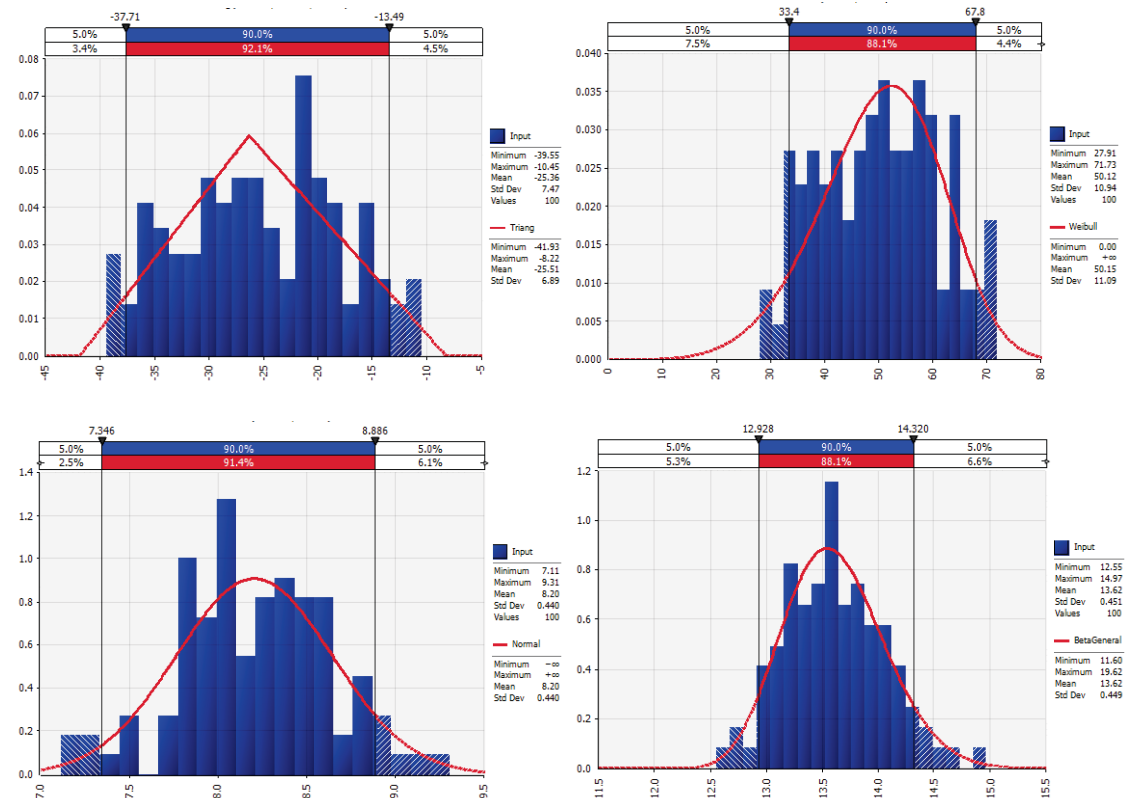 -37.71 -13.49
5.0% 90.0% 5.0%
3.4% 92.1% 4.5%
0.08
0.07
0.06
0.05
0.04
0.03
0.02
0.01
0.00
-45 -40 -35 -30 -25 -20 -15 -10 -5
Input
Minimum -39.55
Maximum -10.45
Mean -25.36
Std Dev 7.47
Values 100
Triang
Minimum -41.93
Maximum -8.22
Mean -25.51
Std Dev 6.89
33.4 67.8
5.0% 90.0% 5.0%
7.5% 88.1% 4.4%
0.040
0.035
0.030
0.025
0.020
0.015
0.010
0.005
0.000
0 10 20 30 40 50 60 70 80
Input
Minimum 27.91
Maximum 71.73
Mean 50.12
Std Dev 10.94
Values 100
Weibull
Minimum 0.00
Maximum +∞
Mean 50.15
Std Dev 11.09
7.346 8.886
5.0% 90.0% 5.0%
2.5% 91.4% 6.1%
1.4
1.2
1.0
0.8
0.6
0.4
0.2
0.0
7.0 7.5 8.0 8.5 9.0 9.5
Input
Minimum 7.11
Maximum 9.31
Mean 8.20
Std Dev 0.440
Values 100
Normal
Minimum −∞
Maximum +∞
Mean 8.20
Std Dev 0.440
12.928 14.320
5.0% 90.0% 5.0%
5.3% 88.1% 6.6%
1.2
1.0
0.8
0.6
0.4
0.2
0.0
11.5 12.0 12.5 13.0 13.5 14.0 14.5 15.0 15.5
Input
Minimum 12.55
Maximum 14.97
Mean 13.62
Std Dev 0.451
Values 100
BetaGeneral
Minimum 11.60
Maximum 19.62
Mean 13.62
Std Dev 0.449